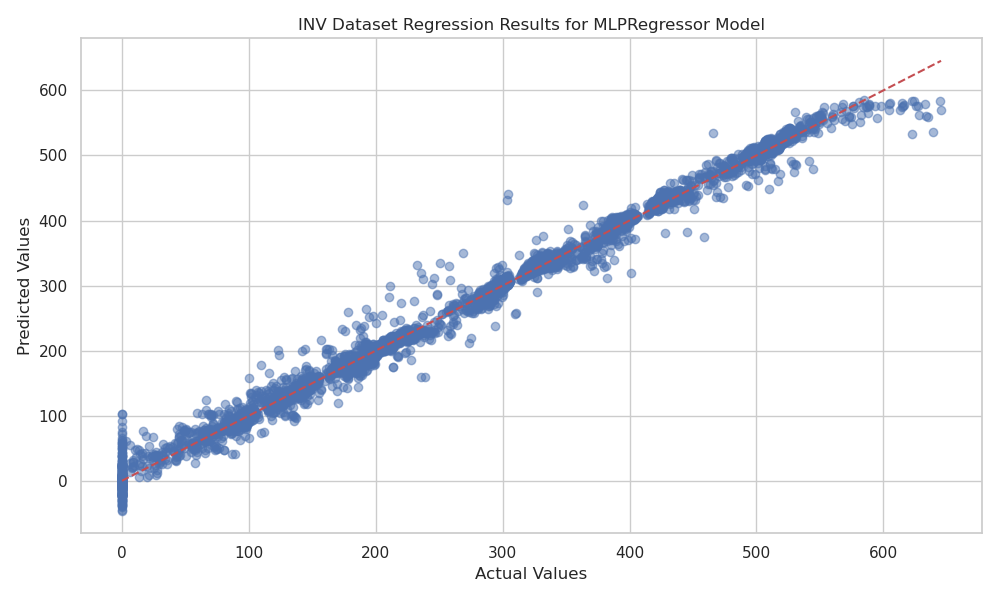 INV Dataset Regression Results for MLPRegressor Model
Predicted Values
600
500
400
300
200
100
0
0 100 200 300 400 500 600
Actual Values